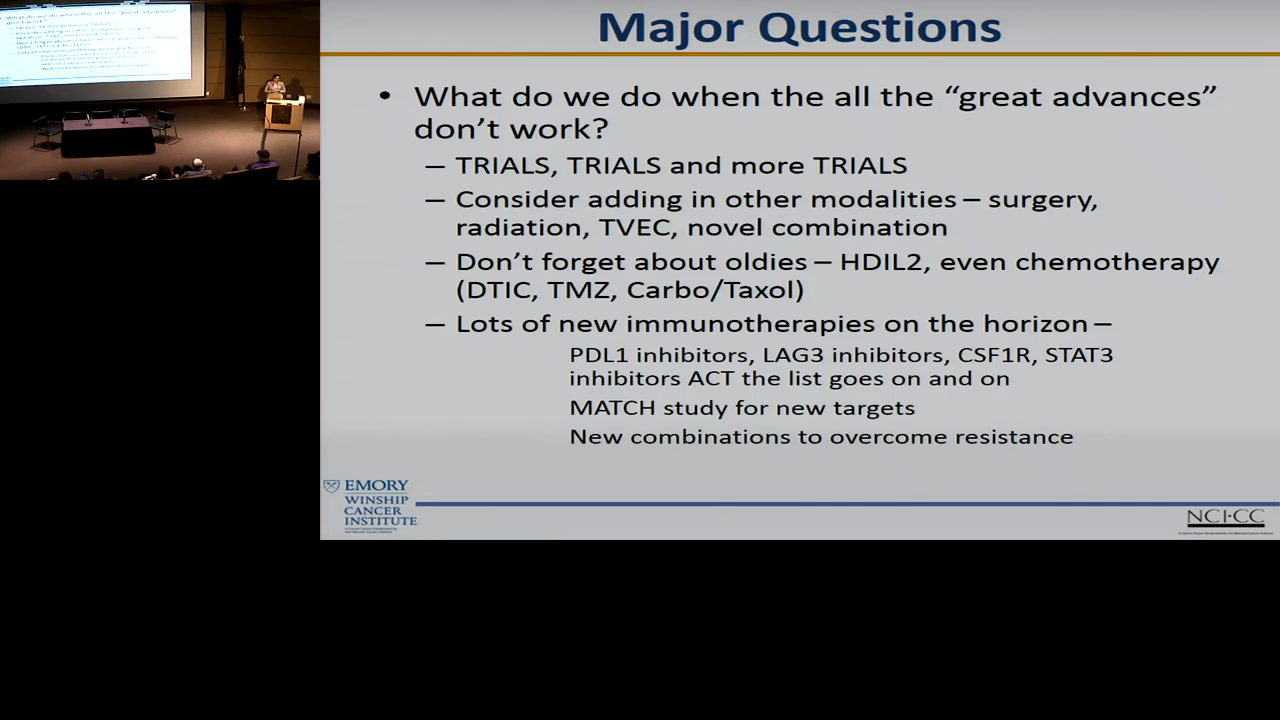 Major Questions
• What do we do when the all the “great advances”
don’t work?
– TRIALS, TRIALS and more TRIALS
– Consider adding in other modalities – surgery,
radiation, TVEC, novel combination
– Don’t forget about oldies – HDIL2, even chemotherapy
(DTIC, TMZ, Carbo/Taxol)
– Lots of new immunotherapies on the horizon –
PDL1 inhibitors, LAG3 inhibitors, CSF1R, STAT3
inhibitors ACT the list goes on and on
MATCH study for new targets
New combinations to overcome resistance
EMORY
WINSHIP
CANCER
INSTITUTE
NCI-CC